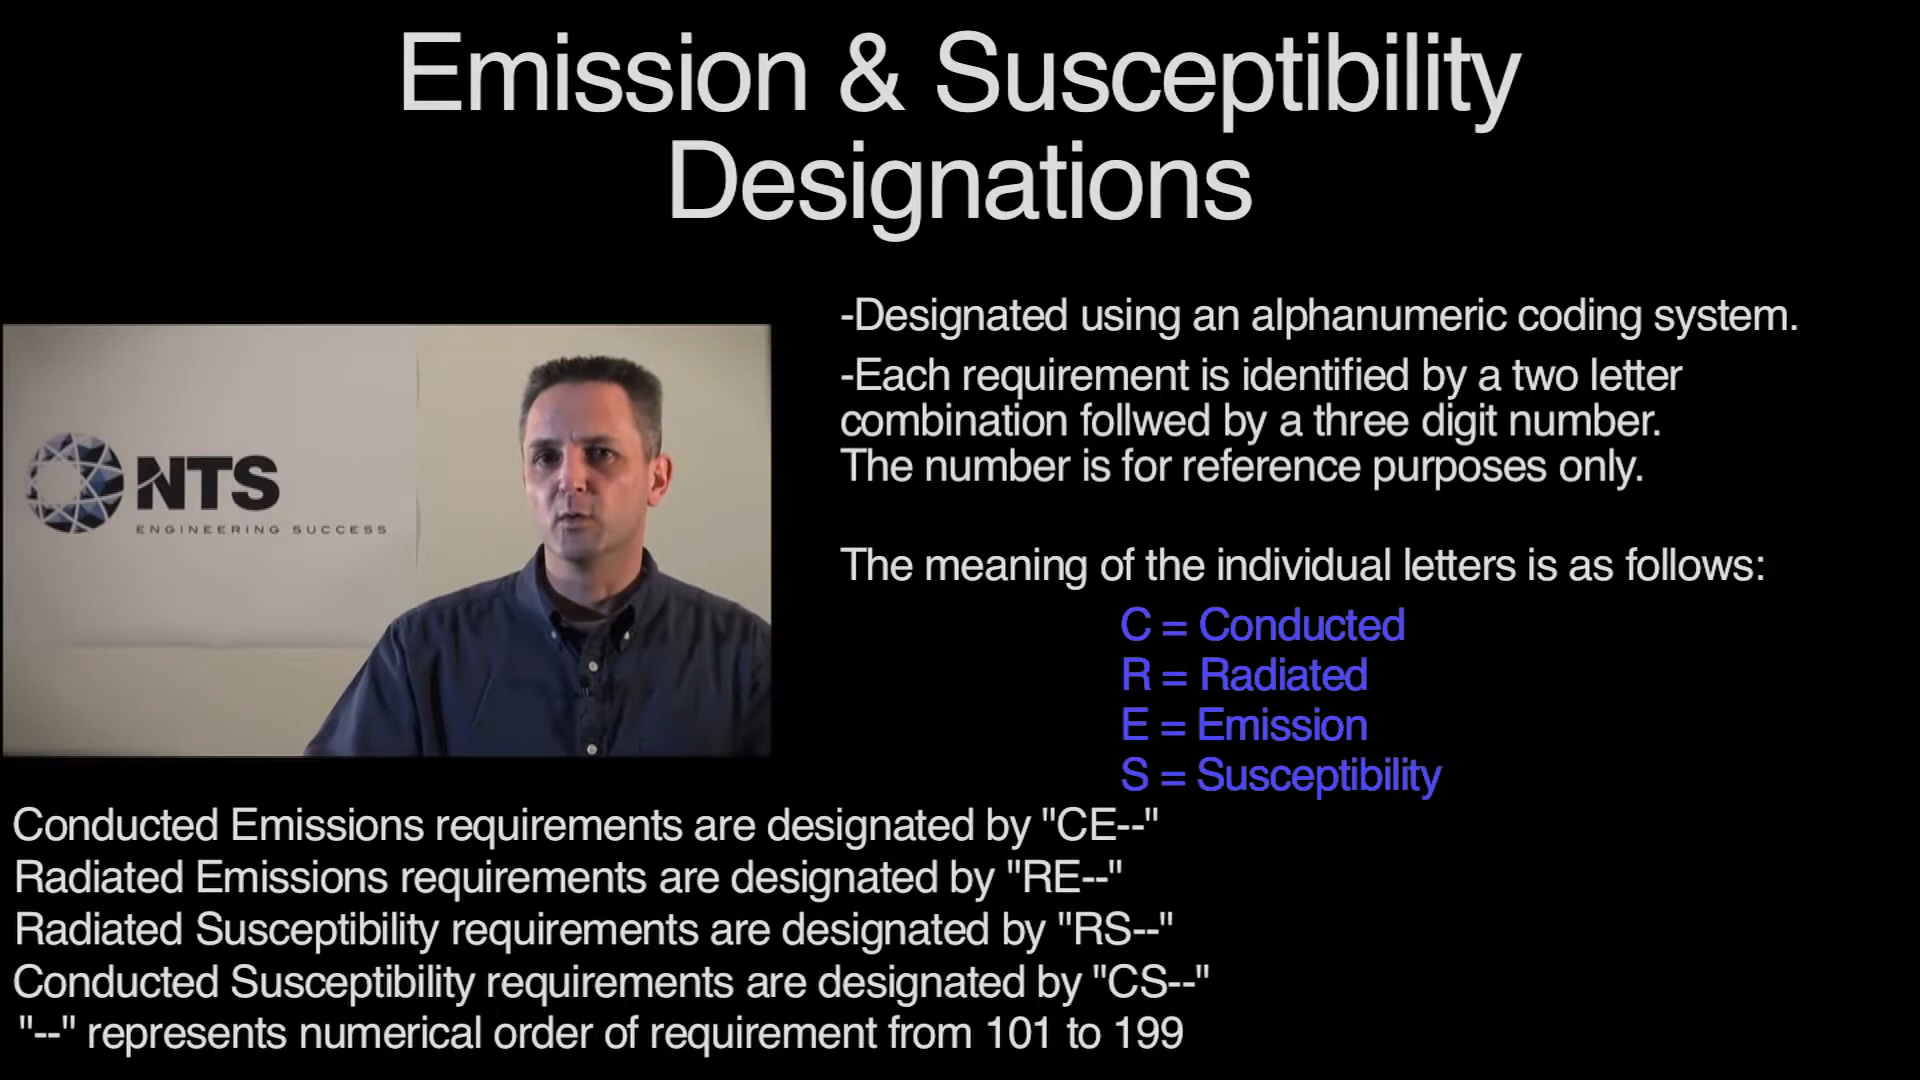 Emission & Susceptibility
Designations
-Designated using an alphanumeric coding system.
-Each requirement is identified by a two letter
combination follwed by a three digit number.
The number is for reference purposes only.
The meaning of the individual letters is as follows:
C = Conducted
R = Radiated
E = Emission
S = Susceptibility
NTS
ENGINEERING SUCCESS
Conducted Emissions requirements are designated by "CE--"
Radiated Emissions requirements are designated by "RE--"
Radiated Susceptibility requirements are designated by "RS--"
Conducted Susceptibility requirements are designated by "CS--"
"--" represents numerical order of requirement from 101 to 199